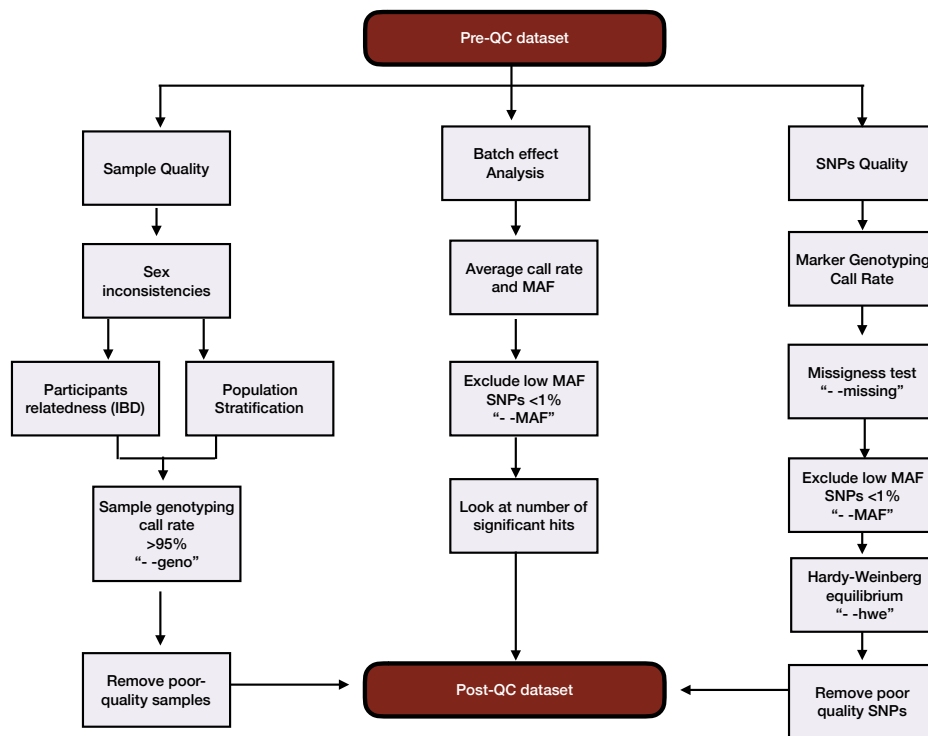 Pre-QC dataset
Sample Quality
Batch effect
Analysis
SNPs Quality
Sex
inconsistencies
Average call rate
and MAF
Marker Genotyping
Call Rate
Participants
relatedness (IBD)
Population
Stratification
Exclude low MAF
SNPs <1%
“- -MAF”
Missigness test
“- -missing”
Sample genotyping
call rate
>95%
“- -geno”
Look at number of
significant hits
Exclude low MAF
SNPs <1%
“- -MAF”
Hardy-Weinberg
equilibrium
“- -hwe”
Remove poor-
quality samples
Post-QC dataset
Remove poor
quality SNPs